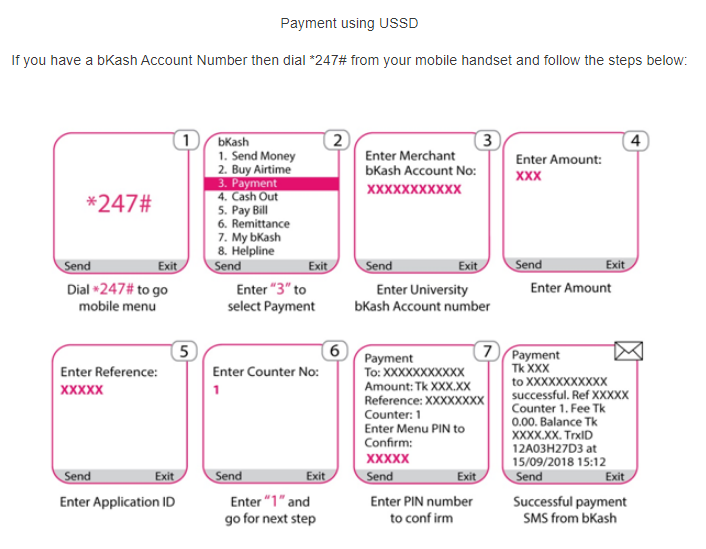 Payment using USSD
If you have a bKash Account Number then dial *247# from your mobile handset and follow the steps below:
1
*247#
Send Exit
Dial *247# to go
mobile menu
2
bKash
1. Send Money
2. Buy Airtime
3. Payment
4. Cash Out
5. Pay Bill
6. Remittance
7. My bKash
8. Helpline
Send Exit
Enter “3” to
select Payment
3
Enter Merchant
bKash Account No:
XXXXXXXXXXX
Send Exit
Enter University
bKash Account number
4
Enter Amount:
XXX
Send Exit
Enter Amount
5
Enter Reference:
XXXXX
Send Exit
Enter Application ID
6
Enter Counter No:
1
Send Exit
Enter “1” and
go for next step
7
Payment
To: XXXXXXXXXXX
Amount: Tk XXX.XX
Reference: XXXXXXXX
Counter: 1
Enter Menu PIN to
Confirm:
XXXXX
Send Exit
Enter PIN number
to conf irm
Payment
Tk XXX
to XXXXXXXXXXX
successful. Ref XXXXX
Counter 1. Fee Tk
0.00. Balance Tk
XXXX.XX. TrxID
12A03H27D3 at
15/09/2018 15:12
Send Exit
Successful payment
SMS from bKash